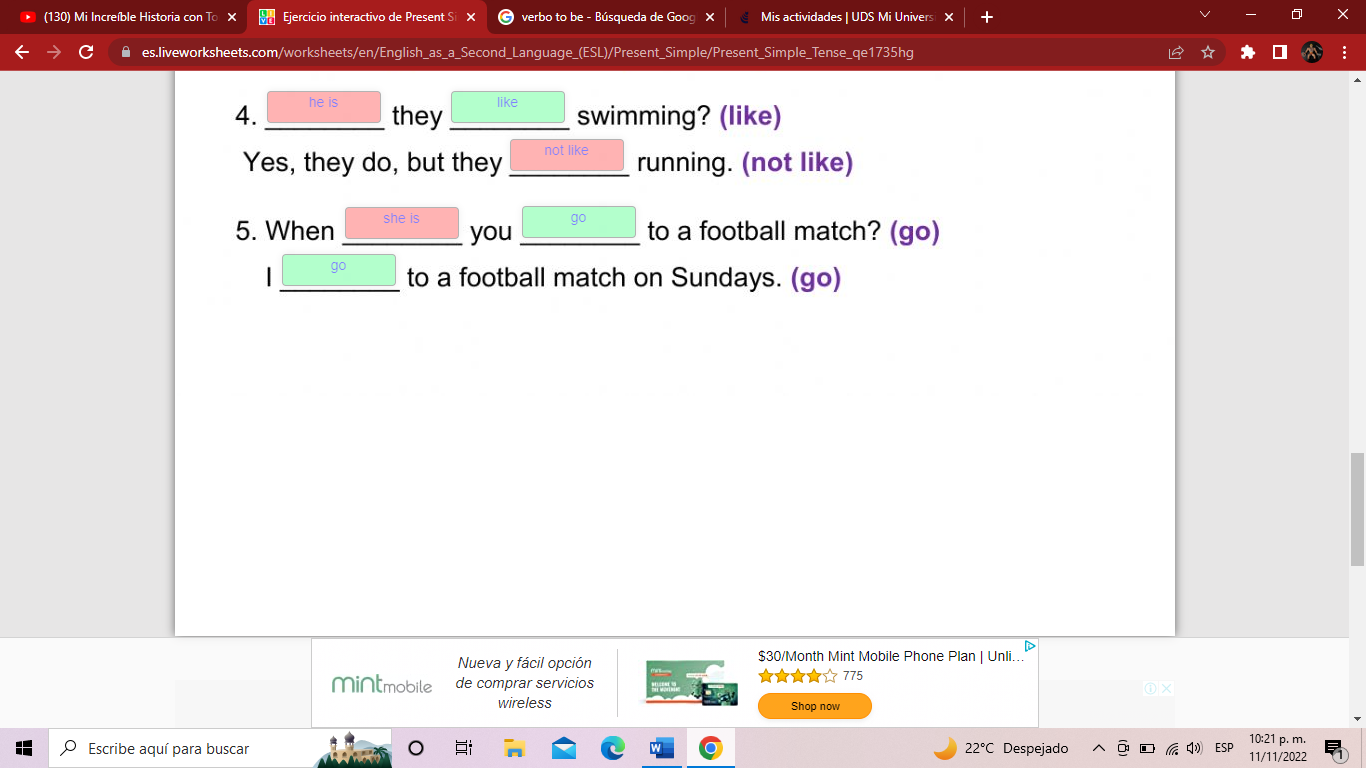 (130) Mi Increíble Historia con To
Ejercicio interactivo de Present Si
verbo to be - Búsqueda de Goog
Mis actividades | UDS Mi Univers
es.liveworksheets.com/worksheets/en/English_as_a_Second_Language_(ESL)/Present_Simple/Present_Simple_Tense_qe1735hg
4. he is they like swimming? (like)
Yes, they do, but they not like running. (not like)
5. When she is you go to a football match? (go)
I go to a football match on Sundays. (go)
mintmobile
Nueva y fácil opción
de comprar servicios
wireless
$30/Month Mint Mobile Phone Plan | Unli...
775
Shop now
Escribe aquí para buscar
22°C Despejado
ESP
10:21 p. m.
11/11/2022
1